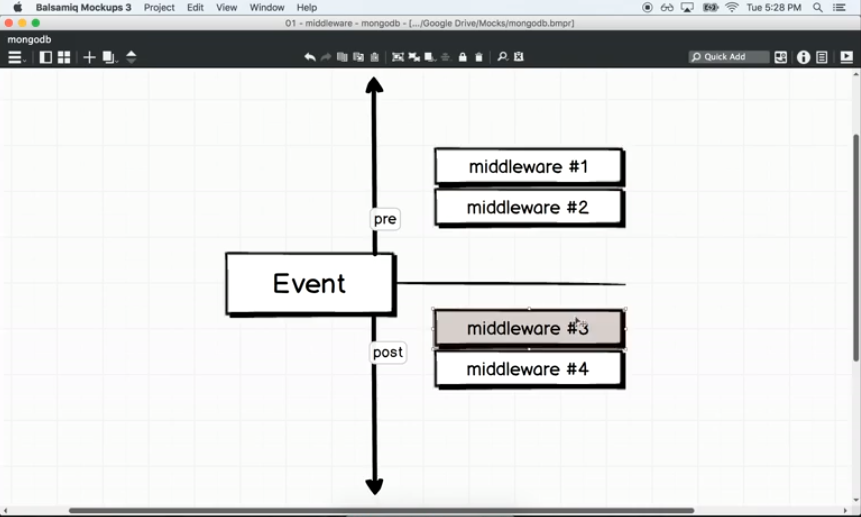 Balsamiq Mockups 3 Project Edit View Window Help Tue 5:28 PM
01 - middleware - mongodb - [.../Google Drive/Mocks/mongodb.bmpr]
mongodb
Quick Add
middleware #1
middleware #2
pre
Event
middleware #3
post
middleware #4